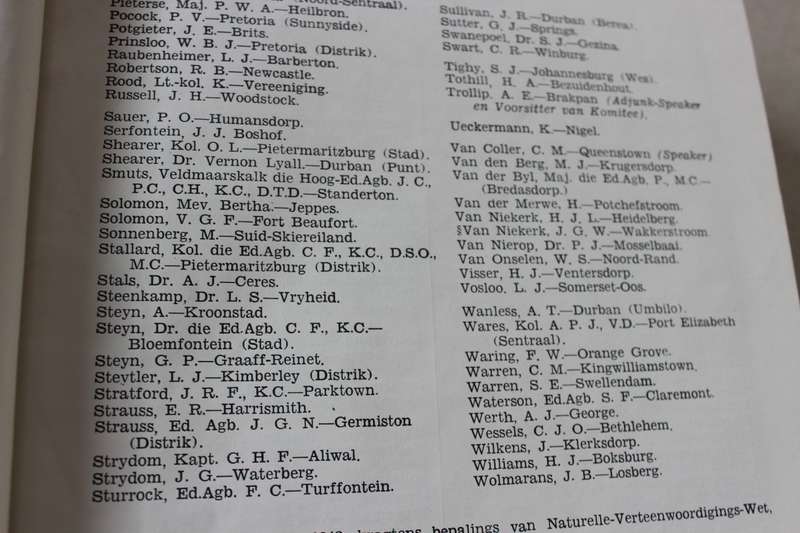 Noord-Sentraal).
Pieterse, Maj. P. W. A.—Heilbron.
Pocock, P. V.—Pretoria (Sunnyside).
Potgieter, J. E.—Brits.
Prinsloo, W. B. J.—Pretoria (Distrik).
Raubenheimer, L. J.—Barberton.
Robertson, R. B.—Newcastle.
Rood, Lt.-kol. K.—Vereeniging.
Russell, J. H.—Woodstock.
Sauer, P. O.—Humansdorp.
Serfontein, J. J. Boshof.
Shearer, Kol. O. L.—Pietermaritzburg (Stad).
Shearer, Dr. Vernon Lyall.—Durban (Punt).
Smuts, Veldmaarskalk die Hoog-Ed.Agb. J. C.,
P.C., C.H., K.C., D.T.D.—Standerton.
Solomon, Mev. Bertha.—Jeppes.
Solomon, V. G. F.—Fort Beaufort.
Sonnenberg, M.—Suid-Skiereiland.
Stallard, Kol. die Ed.Agb. C. F., K.C., D.S.O.,
M.C.—Pietermaritzburg (Distrik).
Stals, Dr. A. J.—Ceres.
Steenkamp, Dr. L. S.—Vryheid.
Steyn, A.—Kroonstad.
Steyn, Dr. die Ed.Agb. C. F., K.C.—
Bloemfontein (Stad).
Steyn, G. P.—Graaff-Reinet.
Steytler, L. J.—Kimberley (Distrik).
Stratford, J. R. F., K.C.—Parktown.
Strauss, E. R.—Harrismith.
Strauss, Ed. Agb. J. G. N.—Germiston
(Distrik).
Strydom, Kapt. G. H. F.—Aliwal.
Strydom, J. G.—Waterberg.
Sturrock, Ed.Agb. F. C.—Turffontein.
Sullivan, J. R.—Durban (Berea).
Sutter, G. J.—Springs.
Swanepoel, Dr. S. J.—Gezina.
Swart, C. R.—Winburg.
Tighy, S. J.—Johannesburg (Wes).
Tothill, H. A.—Bezuidenhout.
Trollip, A. E.—Brakpan (Adjunk-Speaker
en Voorsitter van Komitee).
Ueckermann, K.—Nigel.
Van Coller, C. M.—Queenstown (Speaker)
Van den Berg, M. J.—Krugersdorp.
Van der Byl, Maj. die Ed.Agb. P., M.C.—
(Bredasdorp.)
Van der Merwe, H.—Potchefstroom.
Van Niekerk, H. J. L.—Heidelberg.
§Van Niekerk, J. G. W.—Wakkerstroom.
Van Nierop, Dr. P. J.—Mosselbaai.
Van Onselen, W. S.—Noord-Rand.
Visser, H. J.—Ventersdorp.
Vosloo, L. J.—Somerset-Oos.
Wanless, A. T.—Durban (Umbilo).
Wares, Kol. A. P. J., V.D.—Port Elizabeth
(Sentraal).
Waring, F. W.—Orange Grove.
Warren, C. M.—Kingwilliamstown.
Warren, S. E.—Swellendam.
Waterson, Ed.Agb. S. F.—Claremont.
Werth, A. J.—George.
Wessels, C. J. O.—Bethlehem.
Wilkens, J.—Klerksdorp.
Williams, H. J.—Boksburg.
Wolmarans, J. B.—Losberg.
bepalings van Naturelle-Verteenwoordigings-Wet,